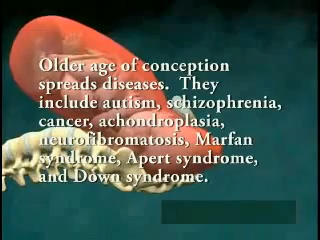 Older age of conception
spreads diseases. They
include autism, schizophrenia,
cancer, achondroplasia,
neurofibromatosis, Marfan
syndrome, Apert syndrome,
and Down syndrome.